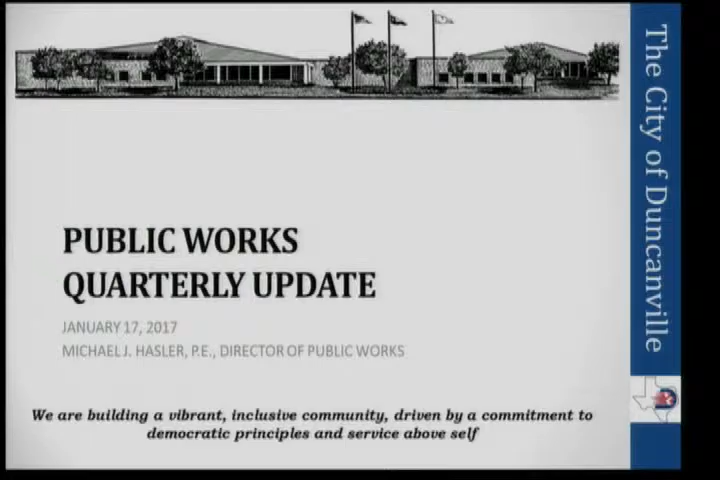 The City of Duncanville
PUBLIC WORKS
QUARTERLY UPDATE
JANUARY 17, 2017
MICHAEL J. HASLER, P.E., DIRECTOR OF PUBLIC WORKS
We are building a vibrant, inclusive community, driven by a commitment to
democratic principles and service above self